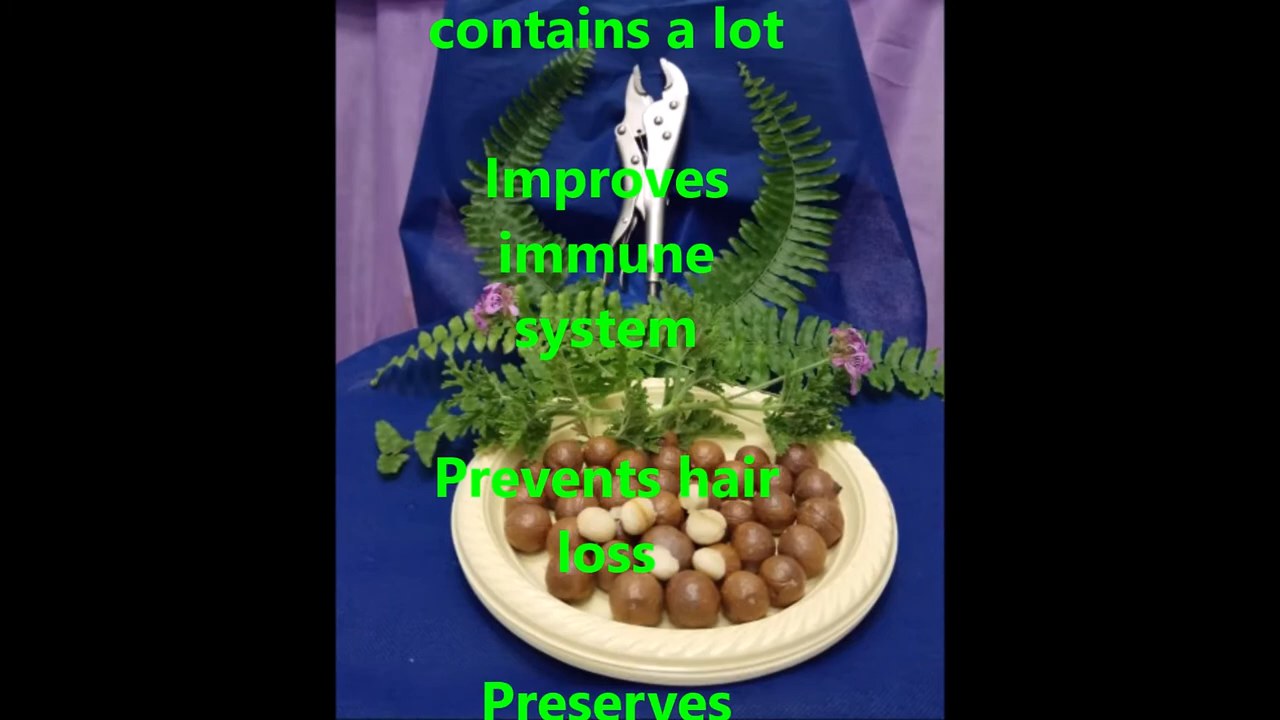 contains a lot
Improves
immune
system
Prevents hair
loss
Preserves